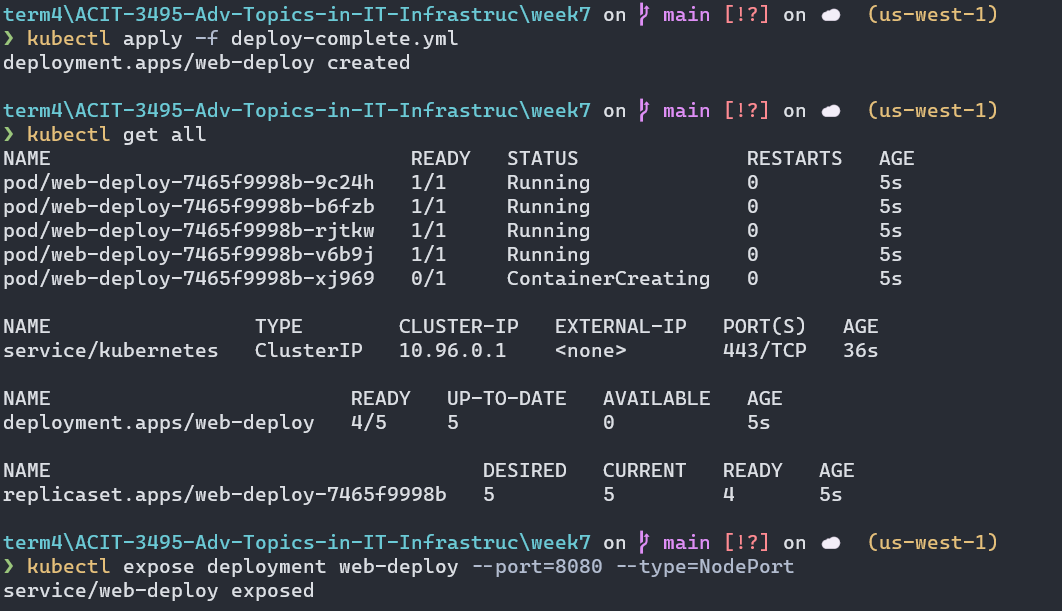 term4\ACIT-3495-Adv-Topics-in-IT-Infrastruc\week7 on main [!?] on (us-west-1)
❯ kubectl apply -f deploy-complete.yml
deployment.apps/web-deploy created
term4\ACIT-3495-Adv-Topics-in-IT-Infrastruc\week7 on main [!?] on (us-west-1)
❯ kubectl get all
NAME READY STATUS RESTARTS AGE
pod/web-deploy-7465f9998b-9c24h 1/1 Running 0 5s
pod/web-deploy-7465f9998b-b6fzb 1/1 Running 0 5s
pod/web-deploy-7465f9998b-rjtkw 1/1 Running 0 5s
pod/web-deploy-7465f9998b-v6b9j 1/1 Running 0 5s
pod/web-deploy-7465f9998b-xj969 0/1 ContainerCreating 0 5s
NAME TYPE CLUSTER-IP EXTERNAL-IP PORT(S) AGE
service/kubernetes ClusterIP 10.96.0.1 <none> 443/TCP 36s
NAME READY UP-TO-DATE AVAILABLE AGE
deployment.apps/web-deploy 4/5 5 0 5s
NAME DESIRED CURRENT READY AGE
replicaset.apps/web-deploy-7465f9998b 5 5 4 5s
term4\ACIT-3495-Adv-Topics-in-IT-Infrastruc\week7 on main [!?] on (us-west-1)
❯ kubectl expose deployment web-deploy --port=8080 --type=NodePort
service/web-deploy exposed